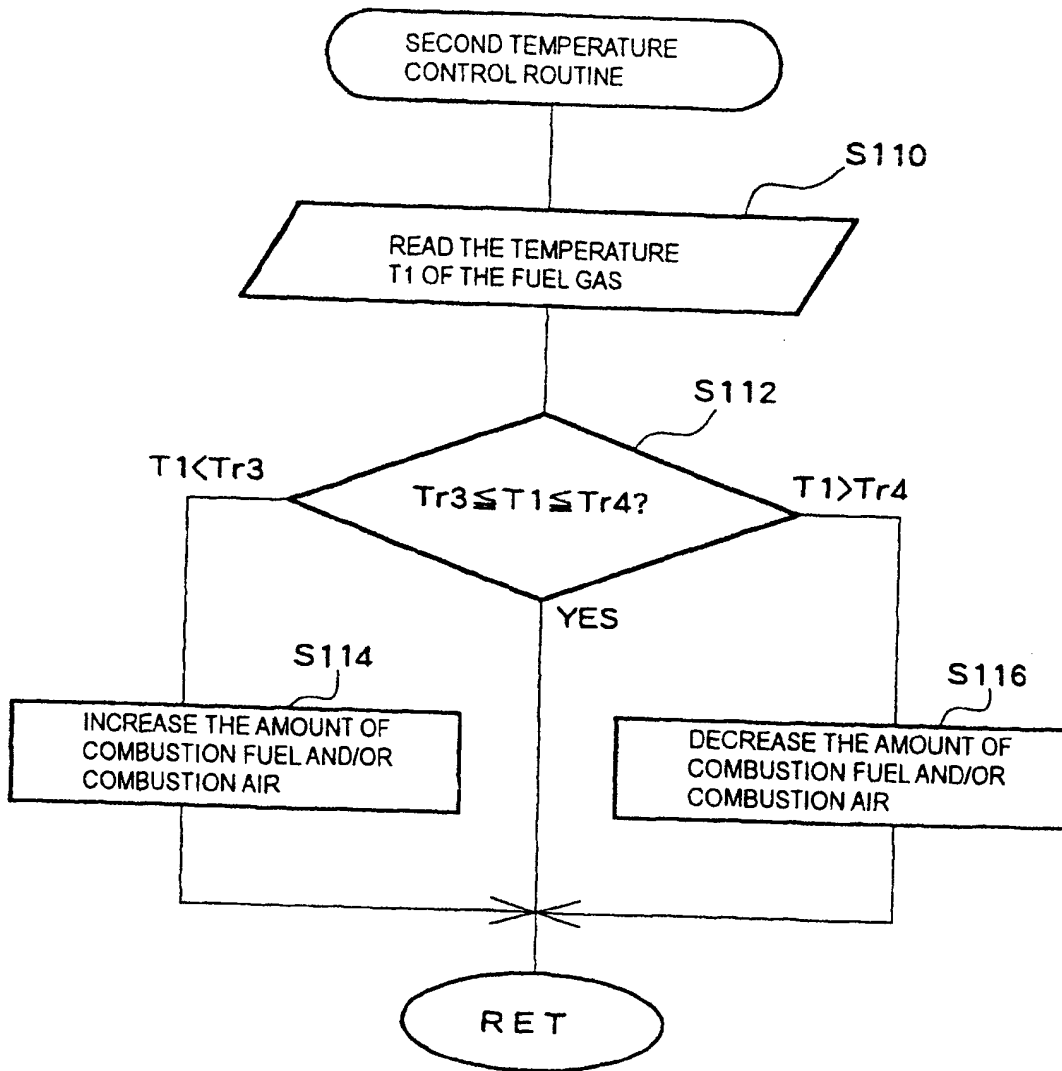 SECOND TEMPERATURE
CONTROL ROUTINE
S110
READ THE TEMPERATURE
T1 OF THE FUEL GAS
S112
T1<Tr3
Tr3≦T1≦Tr4?
T1>Tr4
YES
S114
INCREASE THE AMOUNT OF
COMBUSTION FUEL AND/OR
COMBUSTION AIR
S116
DECREASE THE AMOUNT OF
COMBUSTION FUEL AND/OR
COMBUSTION AIR
RET